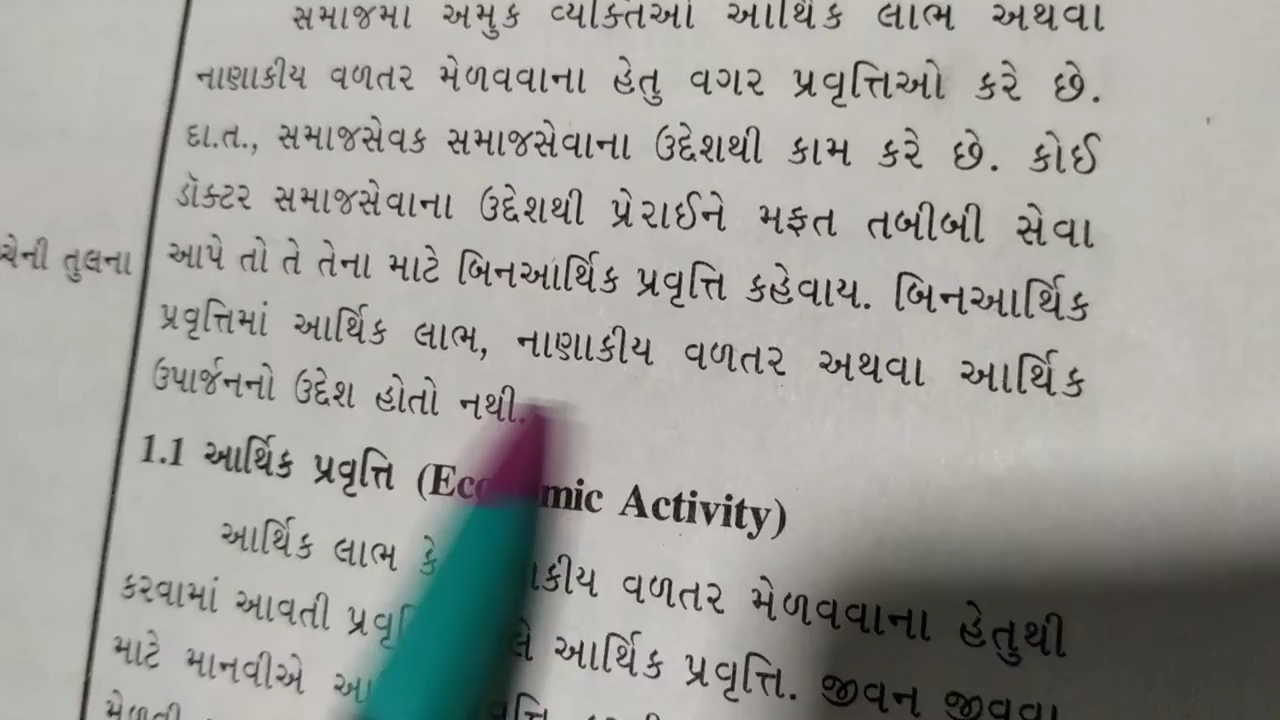 સમાજમાં અમુક વ્યક્તિઓ આર્થિક લાભ અથવા
નાણાકીય વળતર મેળવવાના હેતુ વગર પ્રવૃત્તિઓ કરે છે.
દા.ત., સમાજસેવક સમાજસેવાના ઉદ્દેશથી કામ કરે છે. કોઈ
ડૉક્ટર સમાજસેવાના ઉદ્દેશથી પ્રેરાઈને મફત તબીબી સેવા
તુલના
આપે તો તે તેના માટે બિનઆર્થિક પ્રવૃત્તિ કહેવાય. બિનઆર્થિક
પ્રવૃત્તિમાં આર્થિક લાભ, નાણાકીય વળતર અથવા આર્થિક
ઉપાર્જનનો ઉદ્દેશ હોતો નથી.
1.1 આર્થિક પ્રવૃત્તિ (Economic Activity)
આર્થિક લાભ કે વળતર મેળવવાના હેતુથી
કરવામાં આવતી આર્થિક પ્રવૃત્તિ. જીવન જીવવા
માટે માનવીએ